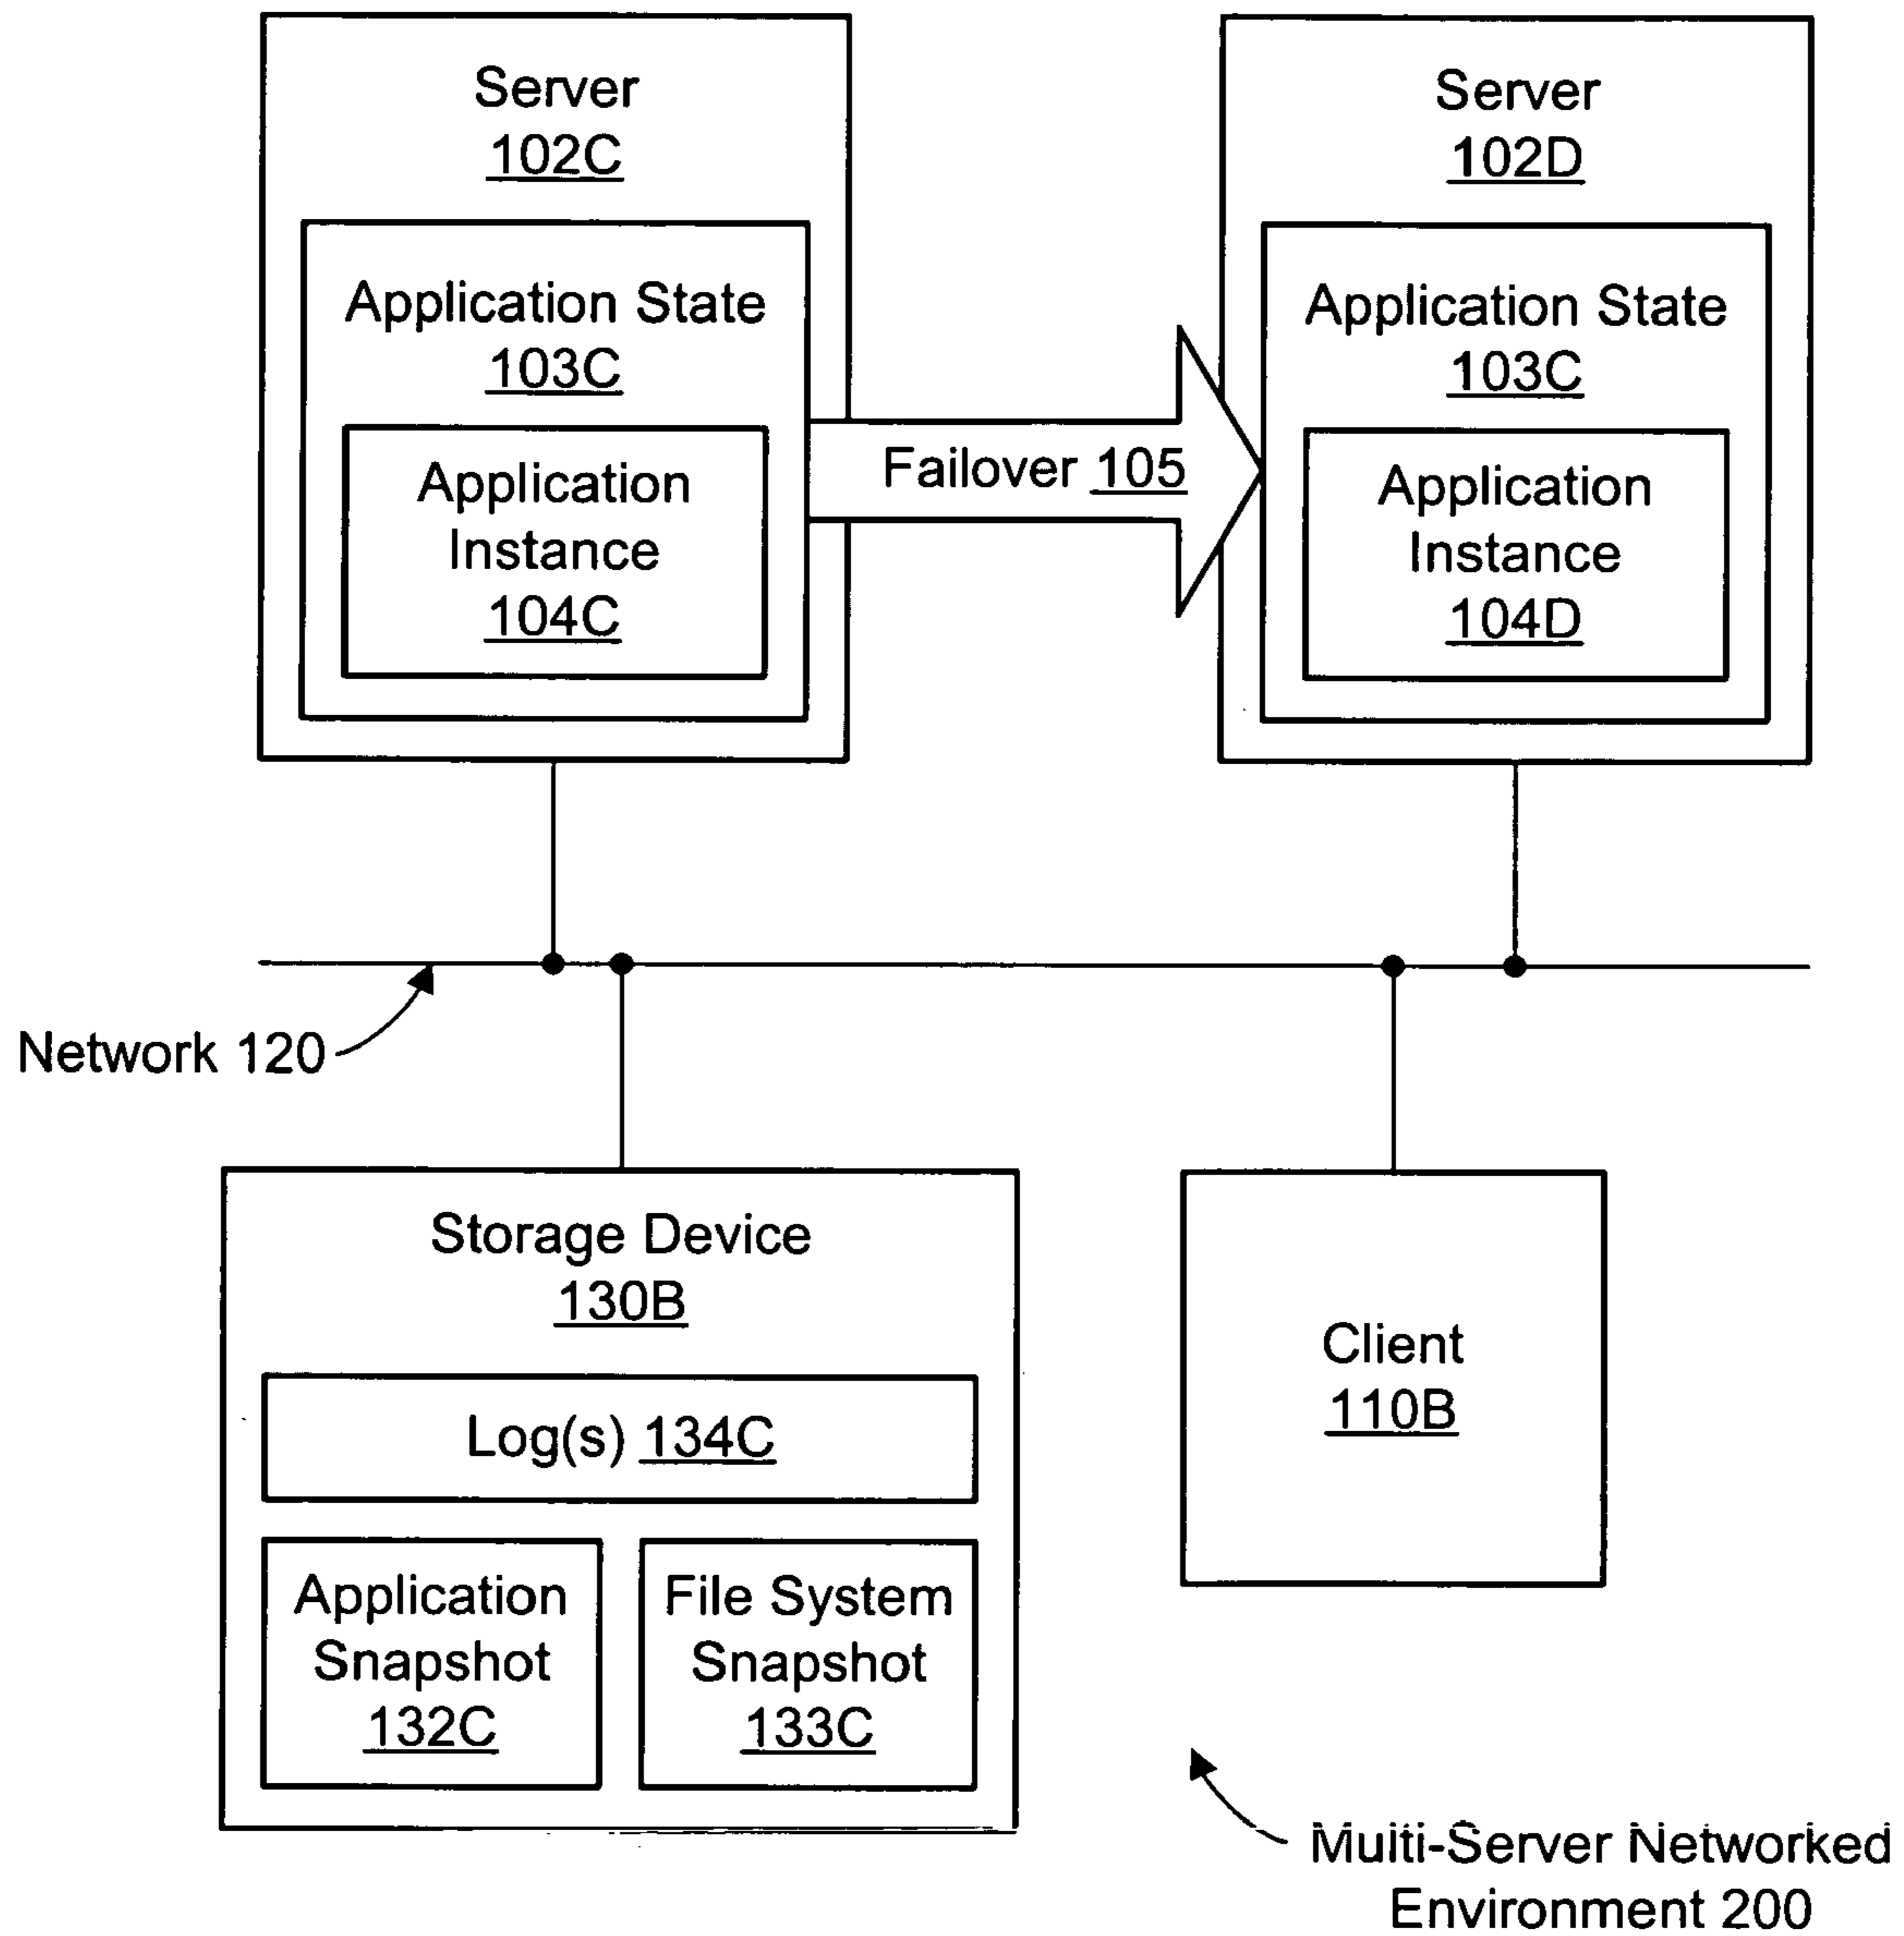 Server
102C
Application State
103C
Application
Instance
104C
Failover 105
Server
102D
Application State
103C
Application
Instance
104D
Network 120
Storage Device
130B
Log(s) 134C
Application
Snapshot
132C
File System
Snapshot
133C
Client
110B
Multi-Server Networked
Environment 200